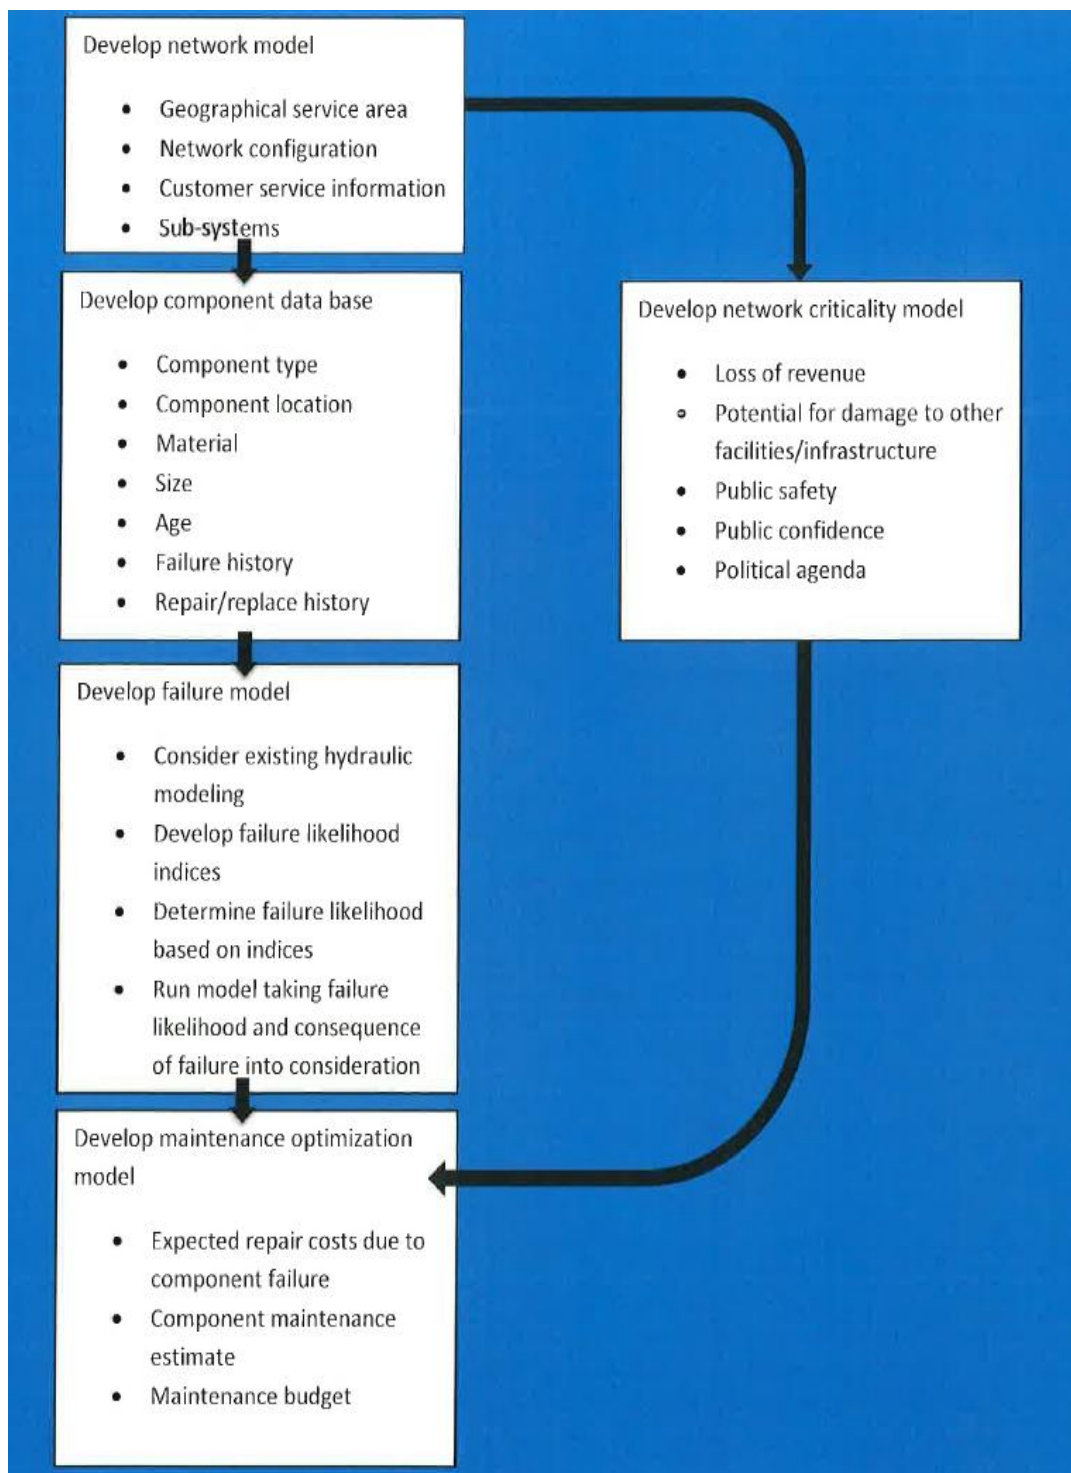 Develop network model
• Geographical service area
• Network configuration
• Customer service information
• Sub-systems
Develop component data base
• Component type
• Component location
• Material
• Size
• Age
• Failure history
• Repair/replace history
Develop failure model
• Consider existing hydraulic
modeling
• Develop failure likelihood
indices
• Determine failure likelihood
based on indices
• Run model taking failure
likelihood and consequence
of failure into consideration
Develop maintenance optimization
model
• Expected repair costs due to
component failure
• Component maintenance
estimate
• Maintenance budget
Develop network criticality model
• Loss of revenue
• Potential for damage to other
facilities/infrastructure
• Public safety
• Public confidence
• Political agenda